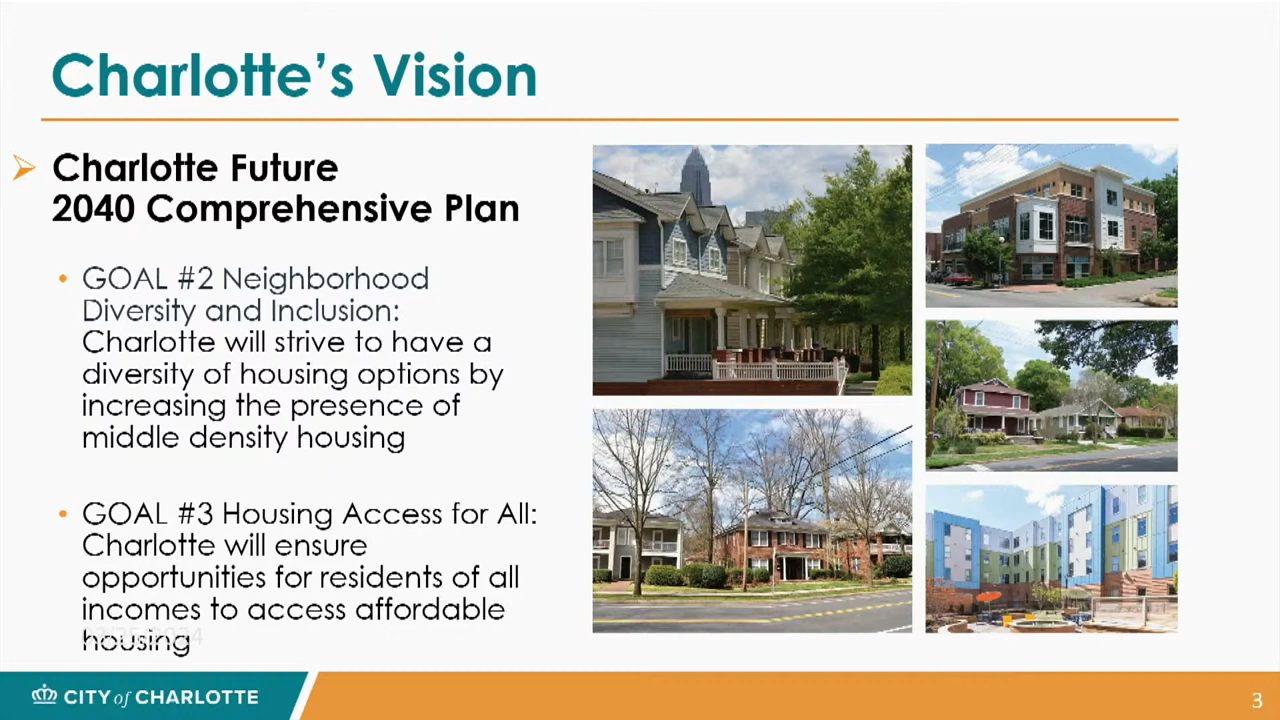 Charlotte's Vision
Charlotte Future
2040 Comprehensive Plan
GOAL #2 Neighborhood
Diversity and Inclusion:
Charlotte will strive to have a
diversity of housing options by
increasing the presence of
middle density housing
GOAL #3 Housing Access for All:
Charlotte will ensure
opportunities for residents of all
incomes to access affordable
housing
CITY of CHARLOTTE
3